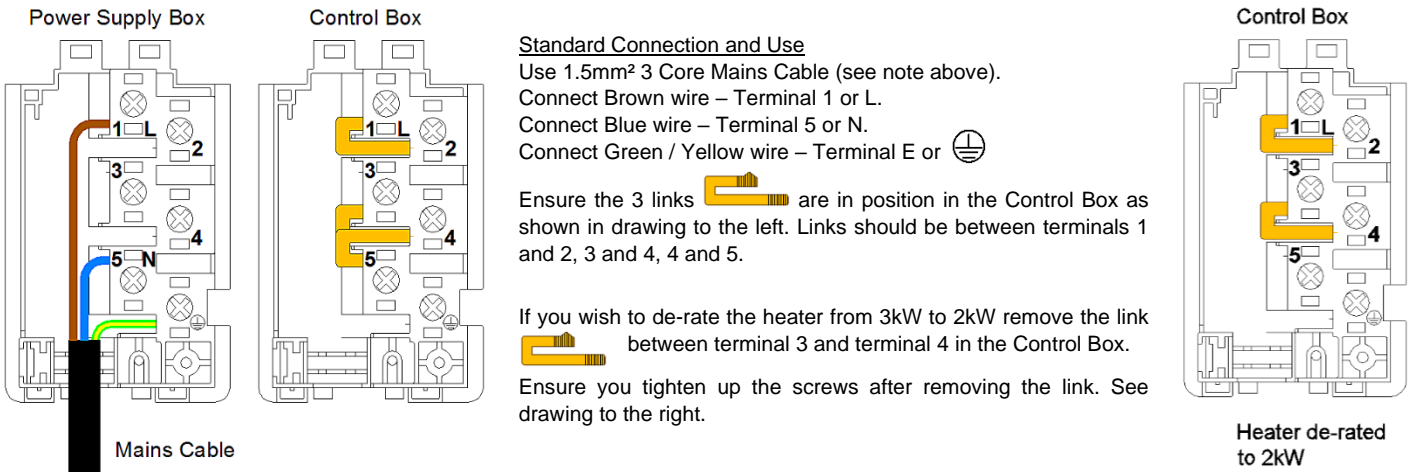 Power Supply Box
Control Box
1 L
2
3
4
5 N
1 L
2
3
4
5
Mains Cable
Standard Connection and Use
Use 1.5mm² 3 Core Mains Cable (see note above).
Connect Brown wire – Terminal 1 or L.
Connect Blue wire – Terminal 5 or N.
Connect Green / Yellow wire – Terminal E or
Ensure the 3 links are in position in the Control Box as
shown in drawing to the left. Links should be between terminals 1
and 2, 3 and 4, 4 and 5.
If you wish to de-rate the heater from 3kW to 2kW remove the link
between terminal 3 and terminal 4 in the Control Box.
Ensure you tighten up the screws after removing the link. See
drawing to the right.
Control Box
1 L
2
3
4
5
Heater de-rated
to 2kW